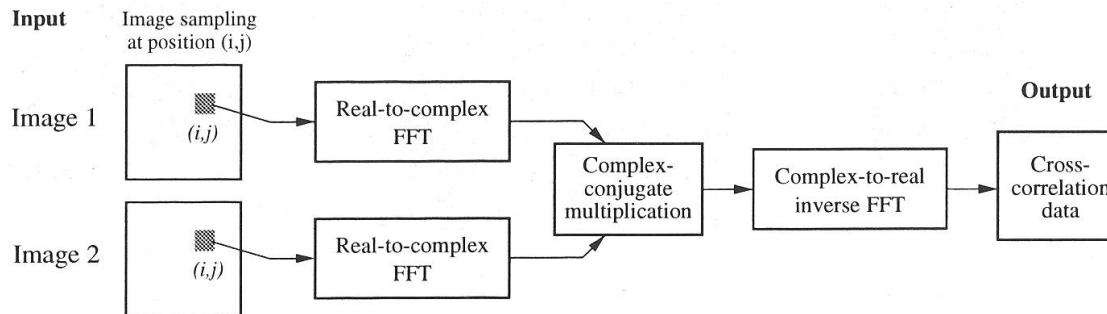 Input
Image sampling
at position (i,j)
Image 1
(i,j)
Real-to-complex
FFT
Complex-
conjugate
multiplication
Complex-to-real
inverse FFT
Output
Cross-
correlation
data
Image 2
(i,j)
Real-to-complex
FFT